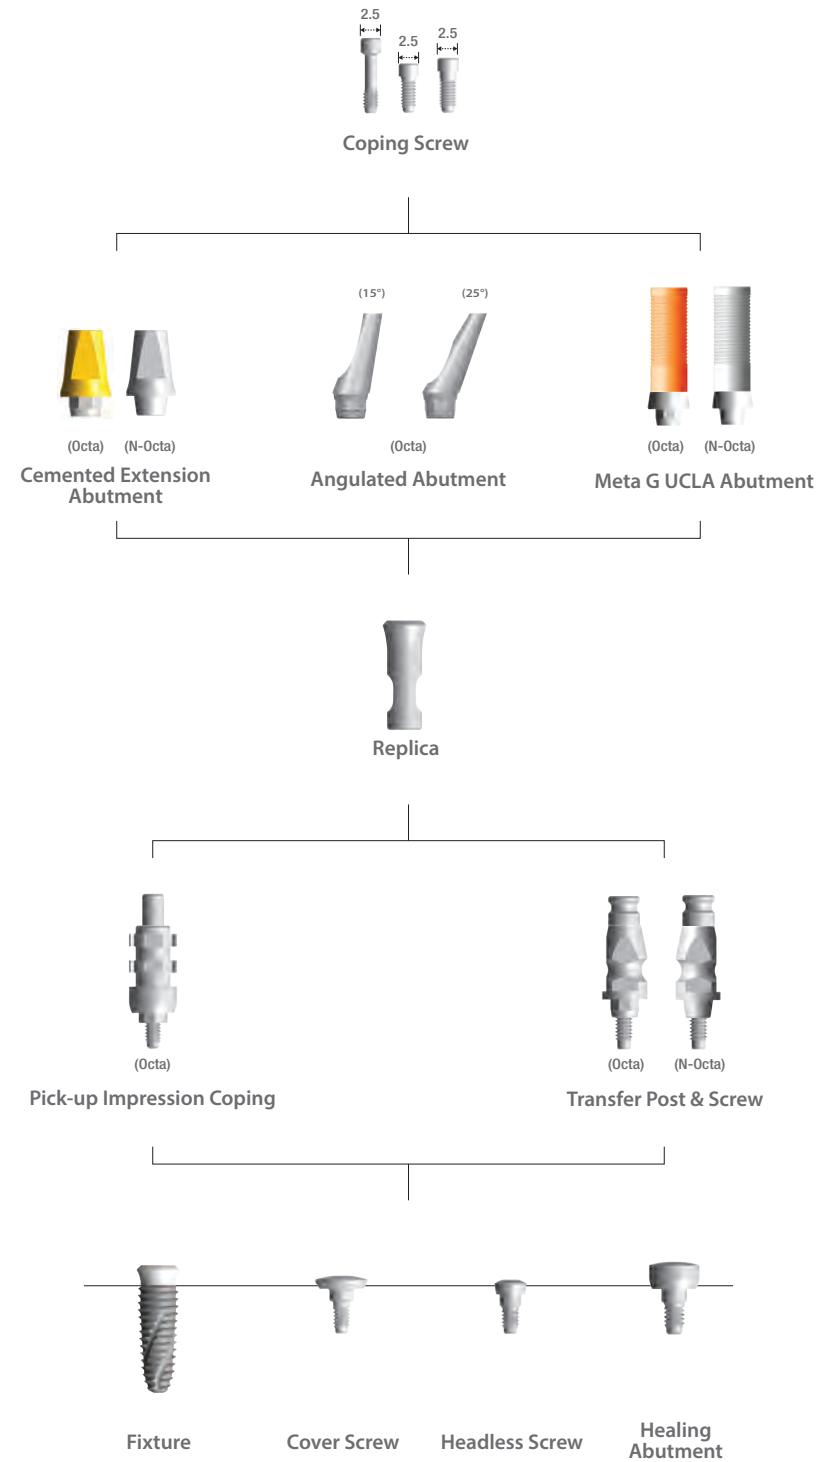 2.5
2.5
2.5
Coping Screw
(15°)
(25°)
(Octa)
(N-Octa)
(Octa)
(Octa)
(N-Octa)
Cemented Extension
Abutment
Angulated Abutment
Meta G UCLA Abutment
Replica
(Octa)
(Octa)
(N-Octa)
Pick-up Impression Coping
Transfer Post & Screw
Fixture
Cover Screw
Headless Screw
Healing
Abutment